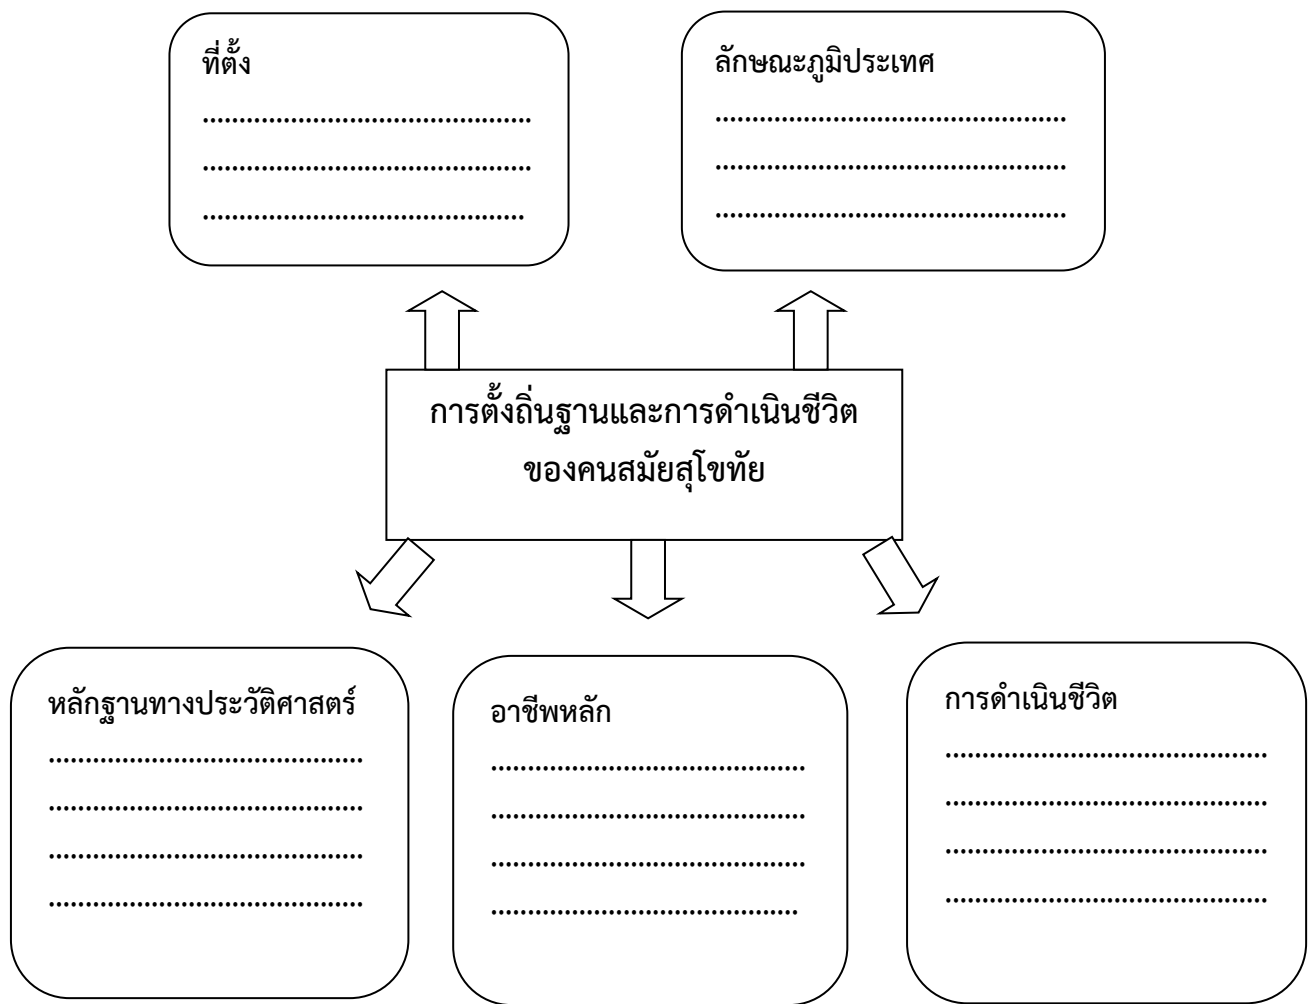 ที่ตั้ง
.............................................
.............................................
............................................
ลักษณะภูมิประเทศ
................................................
................................................
................................................
การตั้งถิ่นฐานและการดำเนินชีวิต
ของคนสมัยสุโขทัย
หลักฐานทางประวัติศาสตร์
...........................................
...........................................
...........................................
...........................................
อาชีพหลัก
...........................................
...........................................
...........................................
..........................................
การดำเนินชีวิต
............................................
............................................
............................................
............................................